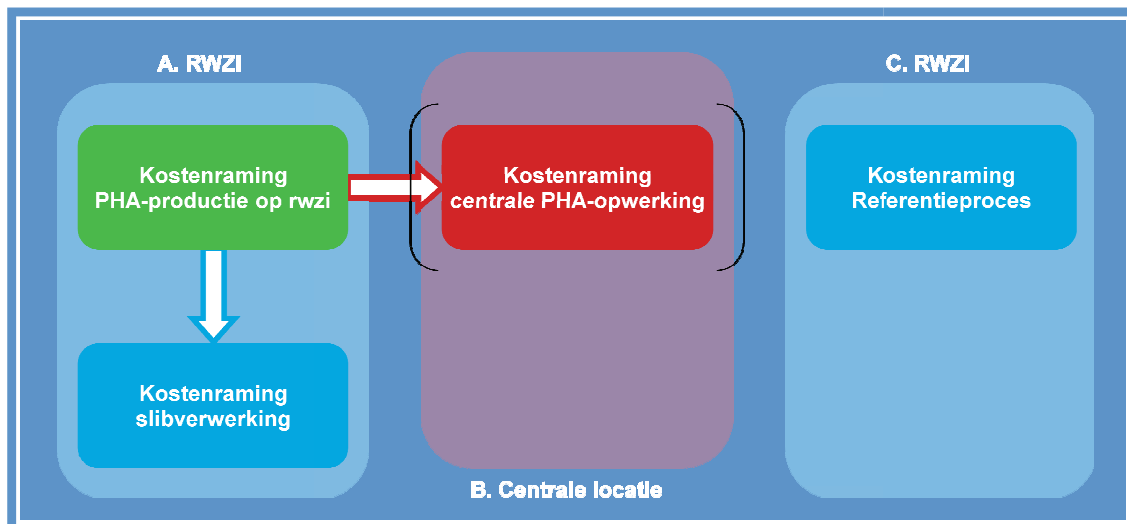 A. RWZI
Kostenraming
PHA-productie op rwzi
Kostenraming
slibverwerking
Kostenraming
centrale PHA-opwerking
B. Centrale locatie
C. RWZI
Kostenraming
Referentieproces